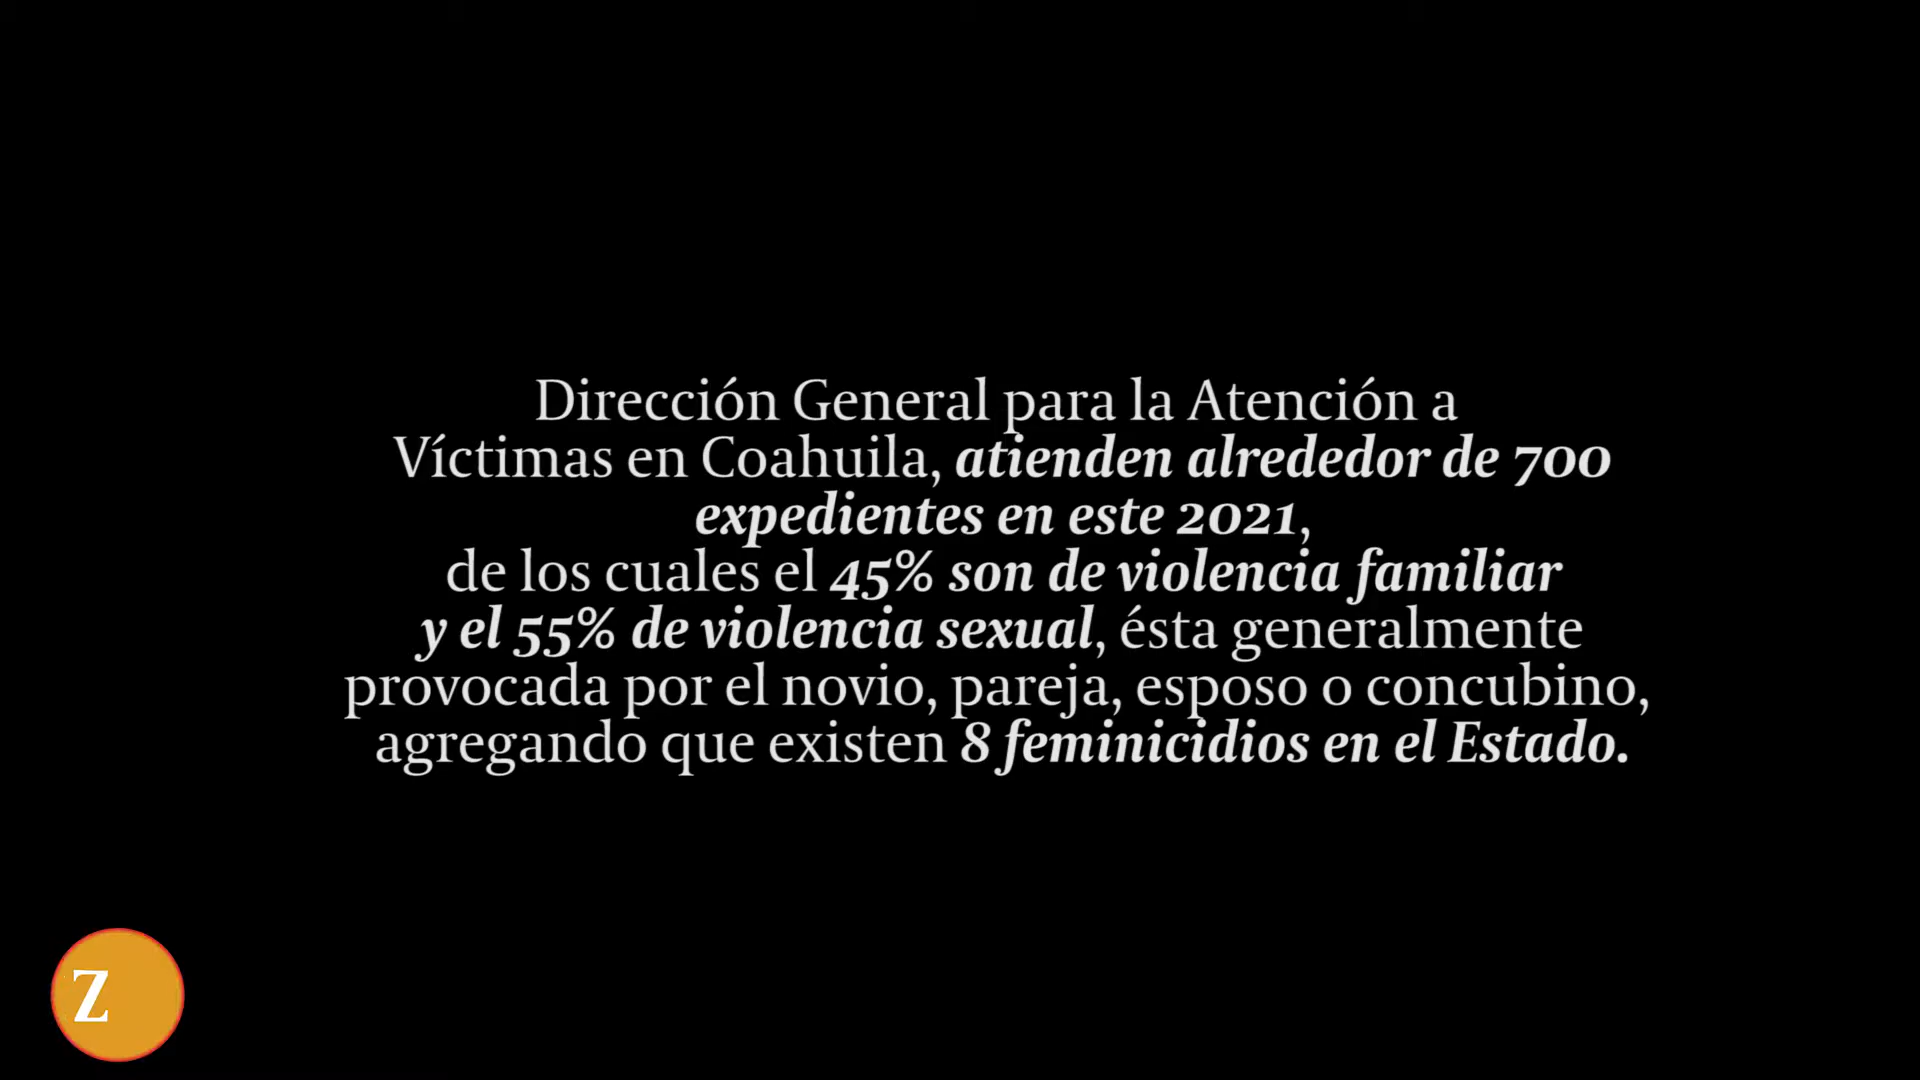 Dirección General para la Atención a
Víctimas en Coahuila, atienden alrededor de 700
expedientes en este 2021,
de los cuales el 45% son de violencia familiar
y el 55% de violencia sexual, ésta generalmente
provocada por el novio, pareja, esposo o concubino,
agregando que existen 8 feminicidios en el Estado.
Z